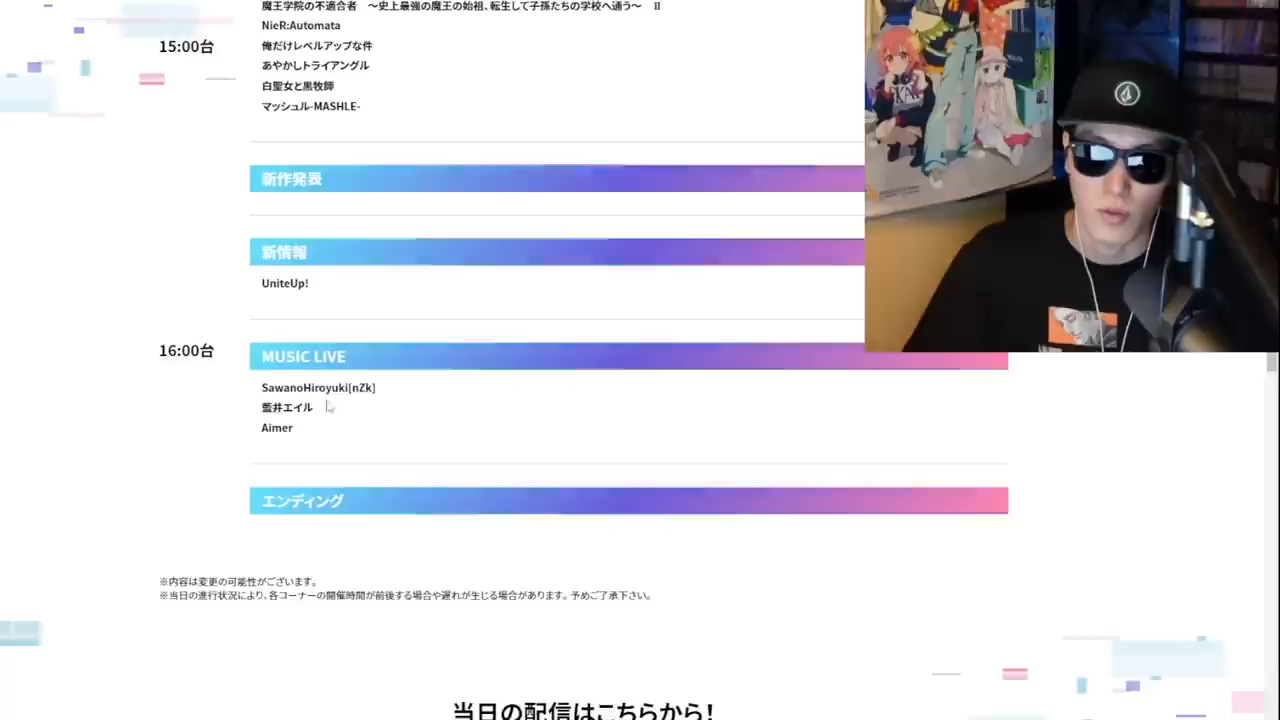 魔王学院の不適合者　～史上最強の魔王の始祖、転生して子孫たちの学校へ通う～　Ⅱ
NieR:Automata
15:00台
俺だけレベルアップな件
あやかしトライアングル
白聖女と黒牧師
マッシュル-MASHLE-
新作発表
新情報
UniteUp!
16:00台
MUSIC LIVE
SawanoHiroyuki[nZk]
藍井エイル
Aimer
エンディング
※内容は変更の可能性がございます。
※当日の進行状況により、各コーナーの開催時間が前後する場合や遅れが生じる場合があります。予めご了承下さい。
当日の配信はこちらから!